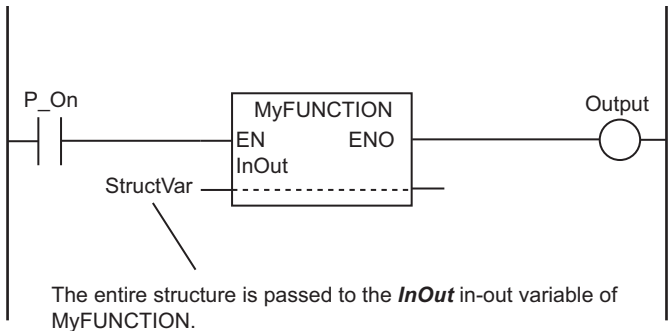 P_On
MyFUNCTION
Output
EN ENO
InOut
StructVar
The entire structure is passed to the InOut in-out variable of
MyFUNCTION.